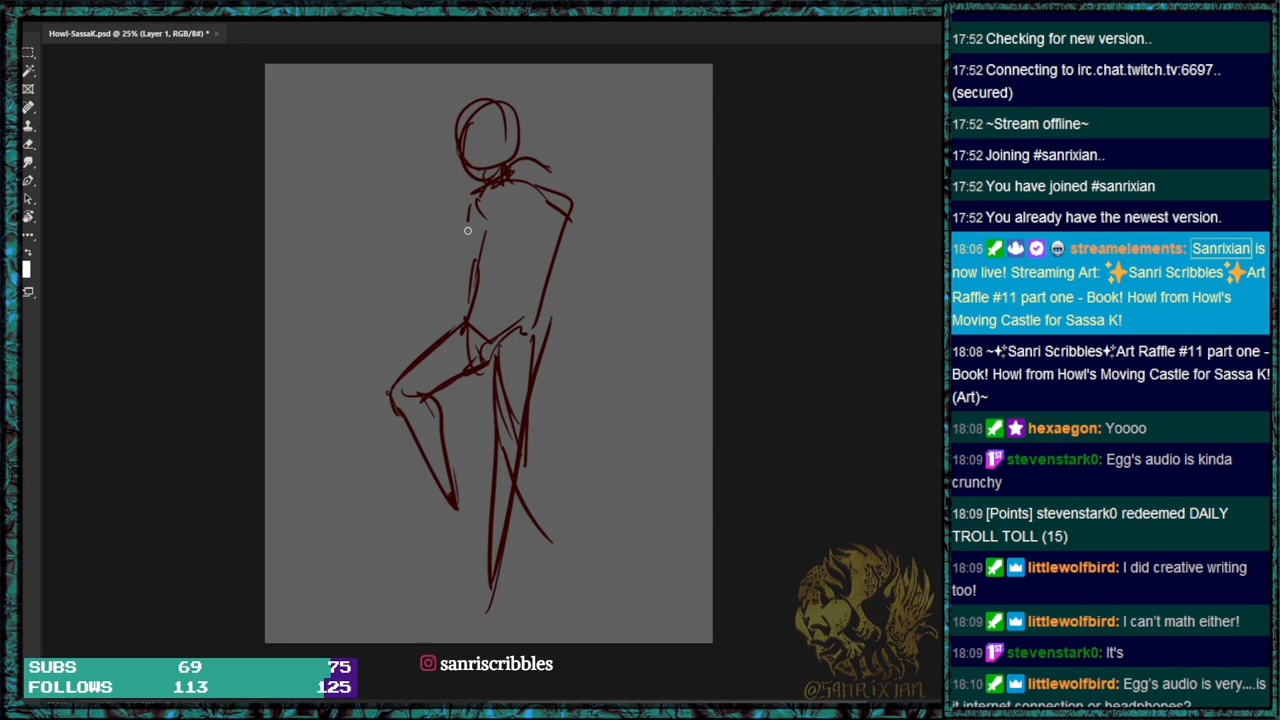 Howl-SassaK.psd @ 25% (Layer 1, RGB/8#) * ×
17:52 Checking for new version..
17:52 Connecting to irc.chat.twitch.tv:6697..
(secured)
17:52 ~Stream offline~
17:52 Joining #sanrixian..
17:52 You have joined #sanrixian
17:52 You already have the newest version.
18:06 streamelements: Sanrixian is
now live! Streaming Art: ✨Sanri Scribbles✨Art
Raffle #11 part one - Book! Howl from Howl's
Moving Castle for Sassa K!
18:08 ~✨Sanri Scribbles✨Art Raffle #11 part one -
Book! Howl from Howl's Moving Castle for Sassa K!
(Art)~
18:08 hexaegon: Yoooo
18:09 1ST stevenstark0: Egg's audio is kinda
crunchy
18:09 [Points] stevenstark0 redeemed DAILY
TROLL TOLL (15)
18:09 littlewolfbird: I did creative writing
too!
18:09 littlewolfbird: I can't math either!
18:09 1ST stevenstark0: It's
18:10 littlewolfbird: Egg's audio is very....is
it internet connection or headphones?
SUBS 69 75
FOLLOWS 113 125
sanriscribbles
@SANRIXIAN